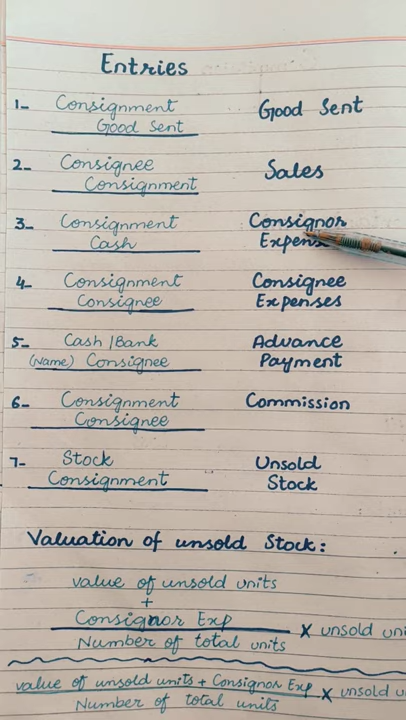 Entries
1- Consignment Good Sent
Good Sent
2- Consignee Sales
Consignment
3- Consignment Consignor
Cash
4- Consignment Consignee
Consignee Expenses
5- Cash/Bank Advance
(Name) Consignee Payment
6- Consignment Commission
Consignee
7- Stock Unsold
Consignment Stock
Valuation of unsold Stock:
value of unsold units
+
Consignor Exp
Number of total units × unsold
value of unsold units + Consignor Exp × unsold
Number of total units